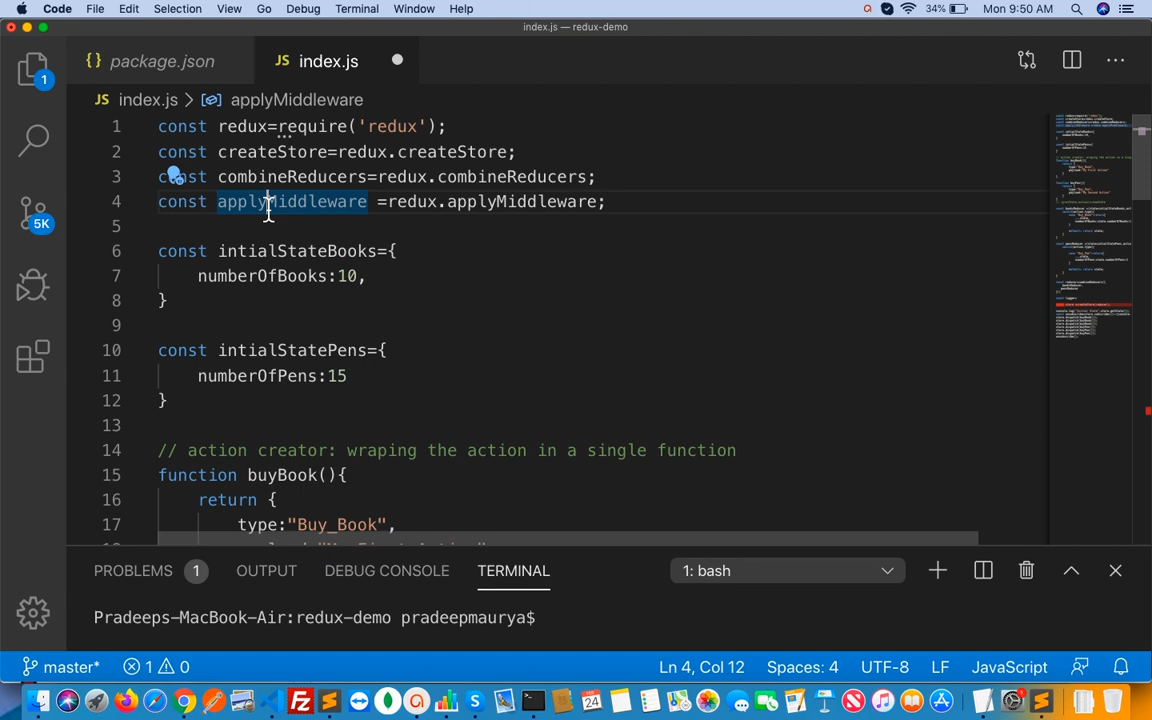 Code File Edit Selection View Go Debug Terminal Window Help 34% Mon 9:50 AM
index.js — redux-demo
{} package.json JS index.js
JS index.js > applyMiddleware
1 const redux=require('redux');
2 const createStore=redux.createStore;
3 const combineReducers=redux.combineReducers;
4 const applyMiddleware =redux.applyMiddleware;
5
6 const intialStateBooks={
7 numberOfBooks:10,
8 }
9
10 const intialStatePens={
11 numberOfPens:15
12 }
13
14 // action creator: wraping the action in a single function
15 function buyBook(){
16 return {
17 type:"Buy_Book",
1
5K
PROBLEMS 1 OUTPUT DEBUG CONSOLE TERMINAL 1: bash
Pradeeps-MacBook-Air:redux-demo pradeepmaurya$
master* 1 0 Ln 4, Col 12 Spaces: 4 UTF-8 LF JavaScript